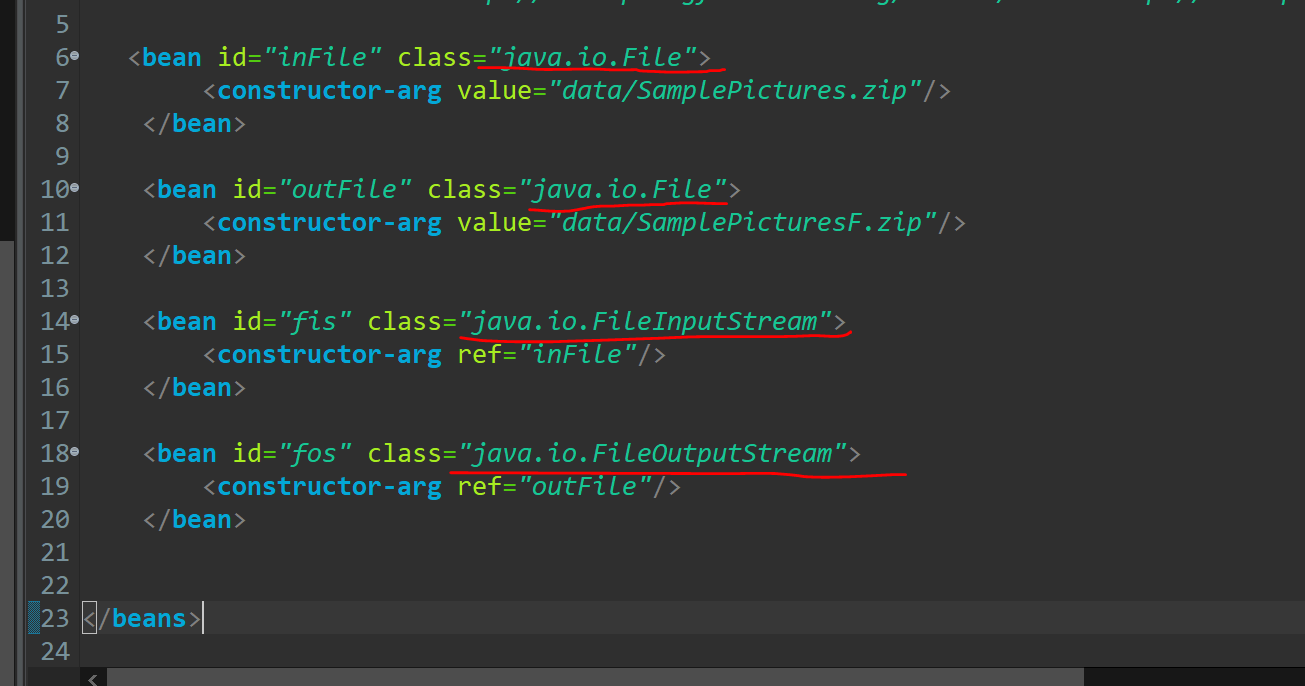 5
6 <bean id="inFile" class="java.io.File">
7 <constructor-arg value="data/SamplePictures.zip"/>
8 </bean>
9
10 <bean id="outFile" class="java.io.File">
11 <constructor-arg value="data/SamplePicturesF.zip"/>
12 </bean>
13
14 <bean id="fis" class="java.io.FileInputStream">
15 <constructor-arg ref="inFile"/>
16 </bean>
17
18 <bean id="fos" class="java.io.FileOutputStream">
19 <constructor-arg ref="outFile"/>
20 </bean>
21
22
23 </beans>
24